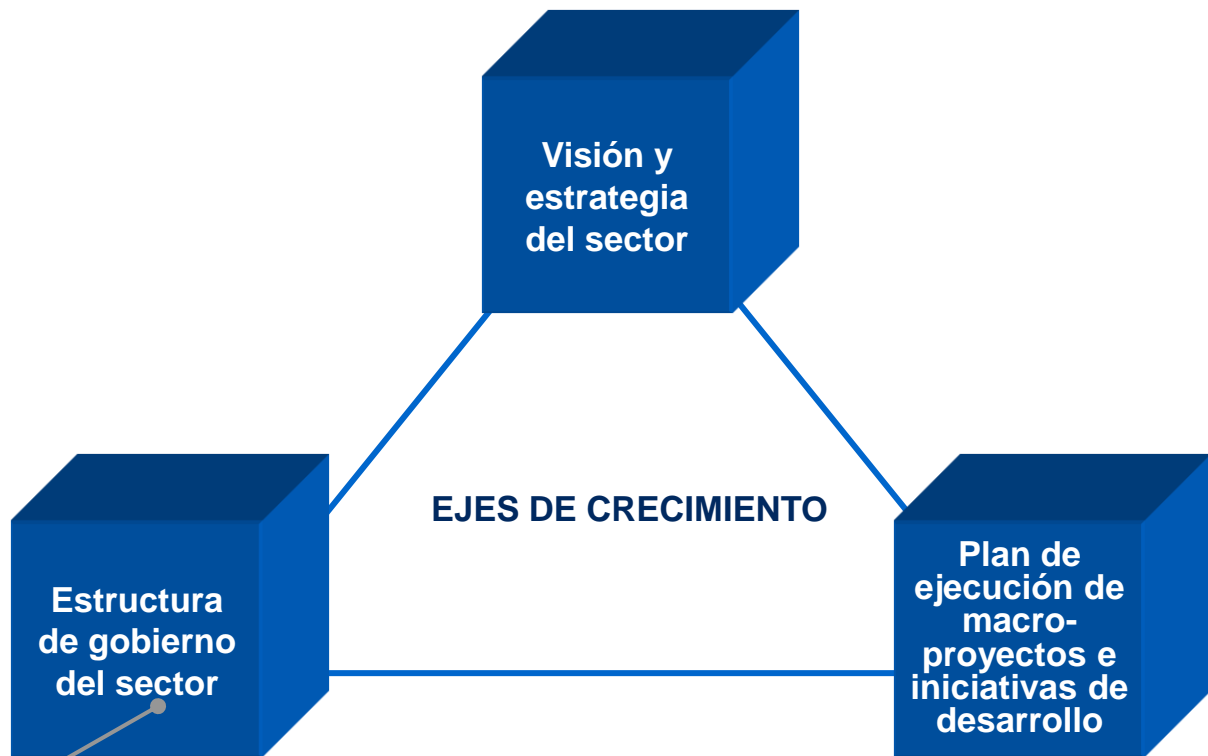 Visión y
estrategia
del sector
EJES DE CRECIMIENTO
Estructura
de gobierno
del sector
Plan de
ejecución de
macro-
proyectos e
iniciativas de
desarrollo